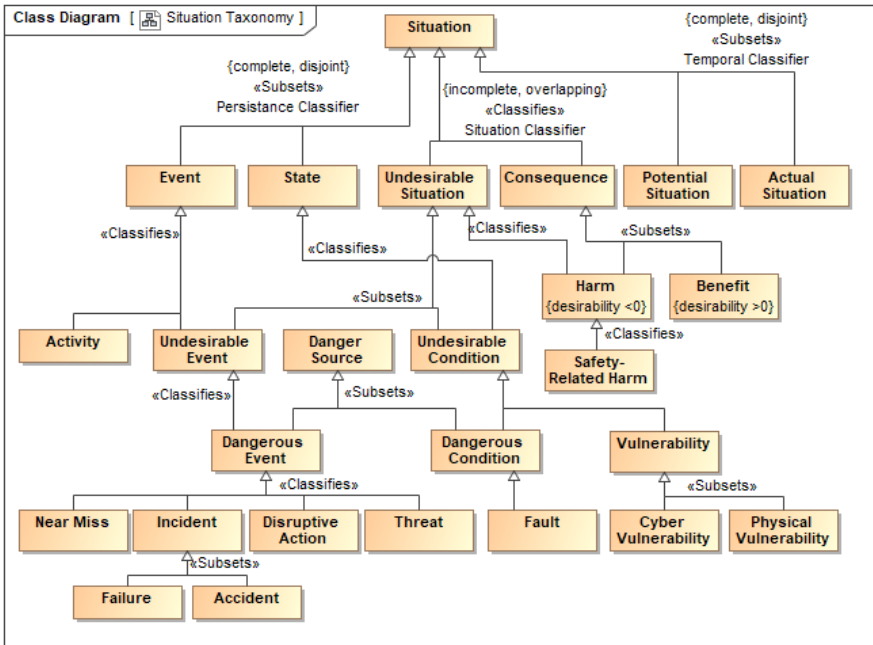 Class Diagram [ Situation Taxonomy ]
Situation
{complete, disjoint}
«Subsets»
Temporal Classifier
{complete, disjoint}
«Subsets»
Persistance Classifier
{incomplete, overlapping}
«Classifies»
Situation Classifier
Event
State
Undesirable
Situation
Consequence
Potential
Situation
Actual
Situation
«Classifies»
«Classifies»
«Classifies»
«Subsets»
«Subsets»
Harm
{desirability <0}
Benefit
{desirability >0}
Activity
Undesirable
Event
Danger
Source
Undesirable
Condition
«Classifies»
Safety-
Related Harm
«Classifies»
«Subsets»
Dangerous
Event
Dangerous
Condition
Vulnerability
«Classifies»
«Subsets»
Near Miss
Incident
Disruptive
Action
Threat
Fault
Cyber
Vulnerability
Physical
Vulnerability
«Subsets»
Failure
Accident